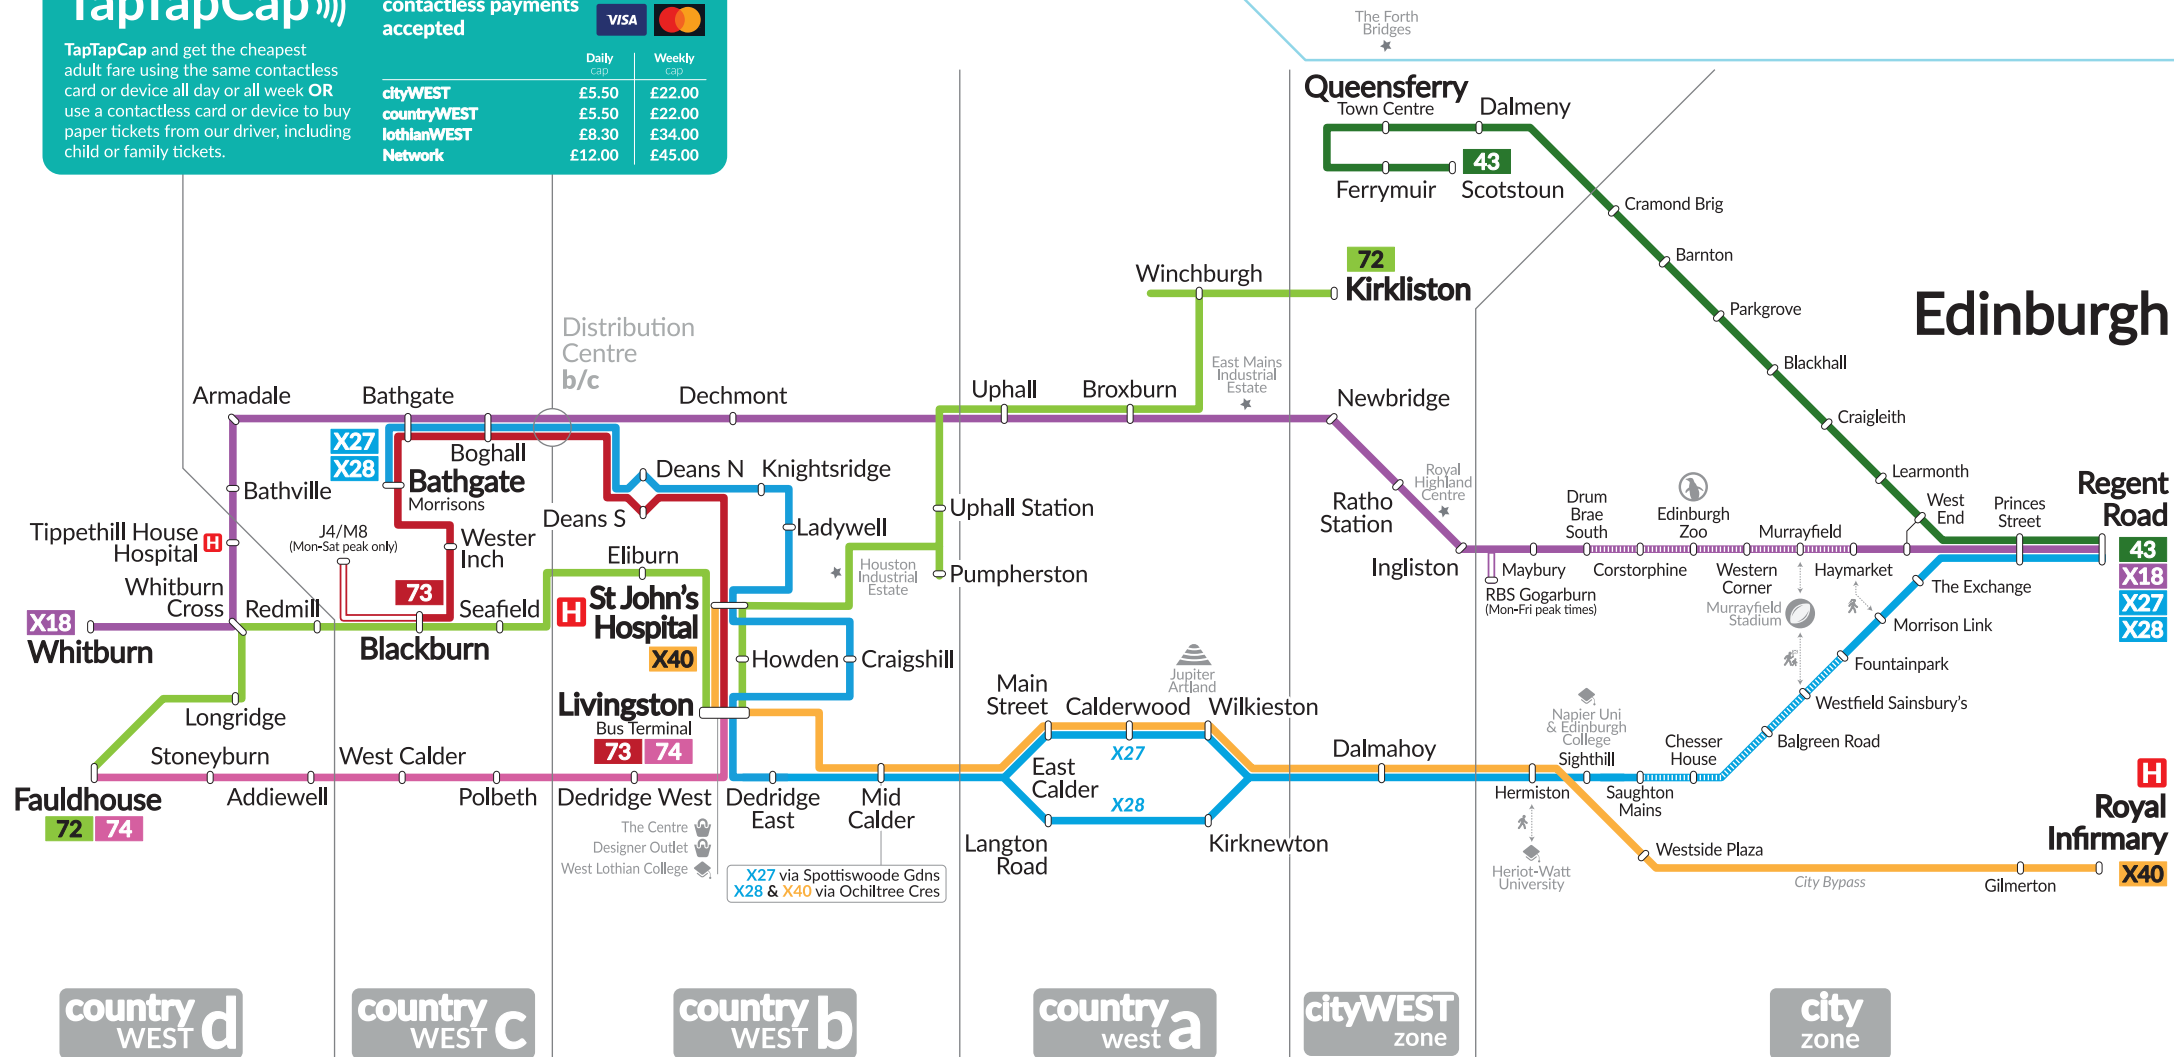 TapTapCap
contactless payments
accepted
VISA
TapTapCap and get the cheapest
adult fare using the same contactless
card or device all day or all week OR
use a contactless card or device to buy
paper tickets from our driver, including
child or family tickets.
Daily cap
Weekly cap
cityWEST £5.50 £22.00
countryWEST £5.50 £22.00
lothianWEST £8.30 £34.00
Network £12.00 £45.00
The Forth
Bridges
Queensferry
Town Centre
Dalmeny
43
Ferrymuir
Scotstoun
Cramond Brig
Barnton
Parkgrove
Blackhall
Craigleith
Learmonth
West
End
Princes
Street
Edinburgh
Regent
Road
43
X18
X27
X28
72
Kirkliston
Winchburgh
Distribution
Centre
b/c
East Mains
Industrial
Estate
Armadale
Bathgate
Dechmont
Uphall
Broxburn
Newbridge
X27
X28
Boghall
Bathgate
Morrisons
Deans N
Knightsridge
Bathville
Deans S
Ladywell
Uphall Station
Ratho
Station
Royal
Highland
Centre
Drum
Brae
South
Edinburgh
Zoo
Murrayfield
Tippethill House
Hospital
H
J4/M8
(Mon-Sat peak only)
Wester
Inch
Eliburn
Houston
Industrial
Estate
Pumpherston
Ingliston
Maybury
RBS Gogarburn
(Mon-Fri peak times)
Corstorphine
Western
Corner
Haymarket
The Exchange
Murrayfield
Stadium
Morrison Link
Fountainpark
Westfield Sainsbury's
Balgreen Road
Whitburn
Cross
Redmill
73
Seafield
H
St John's
Hospital
X40
X18
Whitburn
Blackburn
Howden
Craigshill
Longridge
Livingston
Bus Terminal
73
74
Main
Street
Calderwood
Jupiter
Artland
Wilkieston
Napier Uni
& Edinburgh
College
Sighthill
Chesser
House
Stoneyburn
West Calder
X27
Dalmahoy
East
Calder
Fauldhouse
72
74
Addiewell
Polbeth
Dedridge West
Dedridge
East
Mid
Calder
X28
Hermiston
Saughton
Mains
H
Royal
Infirmary
X40
The Centre
Designer Outlet
West Lothian College
Langton
Road
Kirknewton
Westside Plaza
Heriot-Watt
University
City Bypass
Gilmerton
X27 via Spottiswoode Gdns
X28 & X40 via Ochiltree Cres
country
WEST d
country
WEST c
country
WEST b
country
west a
cityWEST
zone
city
zone